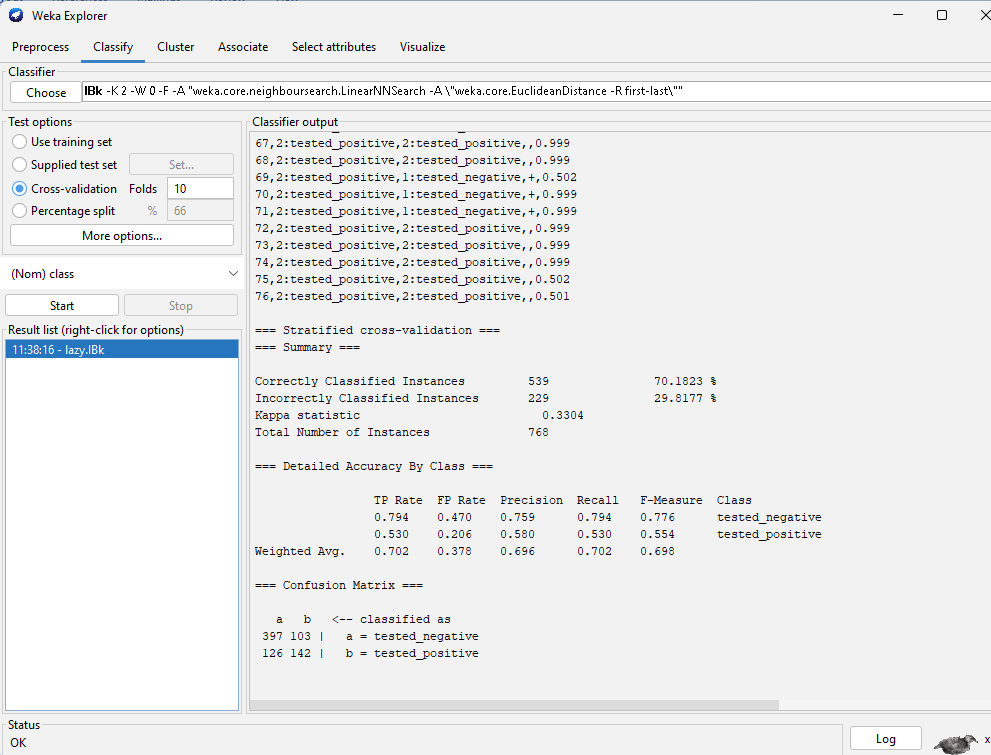 Weka Explorer
Preprocess Classify Cluster Associate Select attributes Visualize
Classifier
Choose IBk -K 2 -W 0 -F -A "weka.core.neighboursearch.LinearNNSearch -A \"weka.core.EuclideanDistance -R first-last\""
Test options
Use training set
Supplied test set Set...
Cross-validation Folds 10
Percentage split % 66
More options...
(Nom) class
Start Stop
Result list (right-click for options)
11:38:16 - lazy.IBk
Classifier output
67,2:tested_positive,2:tested_positive,,0.999
68,2:tested_positive,2:tested_positive,,0.999
69,2:tested_positive,1:tested_negative,+,0.502
70,2:tested_positive,1:tested_negative,+,0.999
71,2:tested_positive,1:tested_negative,+,0.999
72,2:tested_positive,2:tested_positive,,0.999
73,2:tested_positive,2:tested_positive,,0.999
74,2:tested_positive,2:tested_positive,,0.999
75,2:tested_positive,2:tested_positive,,0.502
76,2:tested_positive,2:tested_positive,,0.501
=== Stratified cross-validation ===
=== Summary ===
Correctly Classified Instances 539 70.1823 %
Incorrectly Classified Instances 229 29.8177 %
Kappa statistic 0.3304
Total Number of Instances 768
=== Detailed Accuracy By Class ===
TP Rate FP Rate Precision Recall F-Measure Class
0.794 0.470 0.759 0.794 0.776 tested_negative
0.530 0.206 0.580 0.530 0.554 tested_positive
Weighted Avg. 0.702 0.378 0.696 0.702 0.698
=== Confusion Matrix ===
a b <-- classified as
397 103 | a = tested_negative
126 142 | b = tested_positive
Status
OK
Log
x